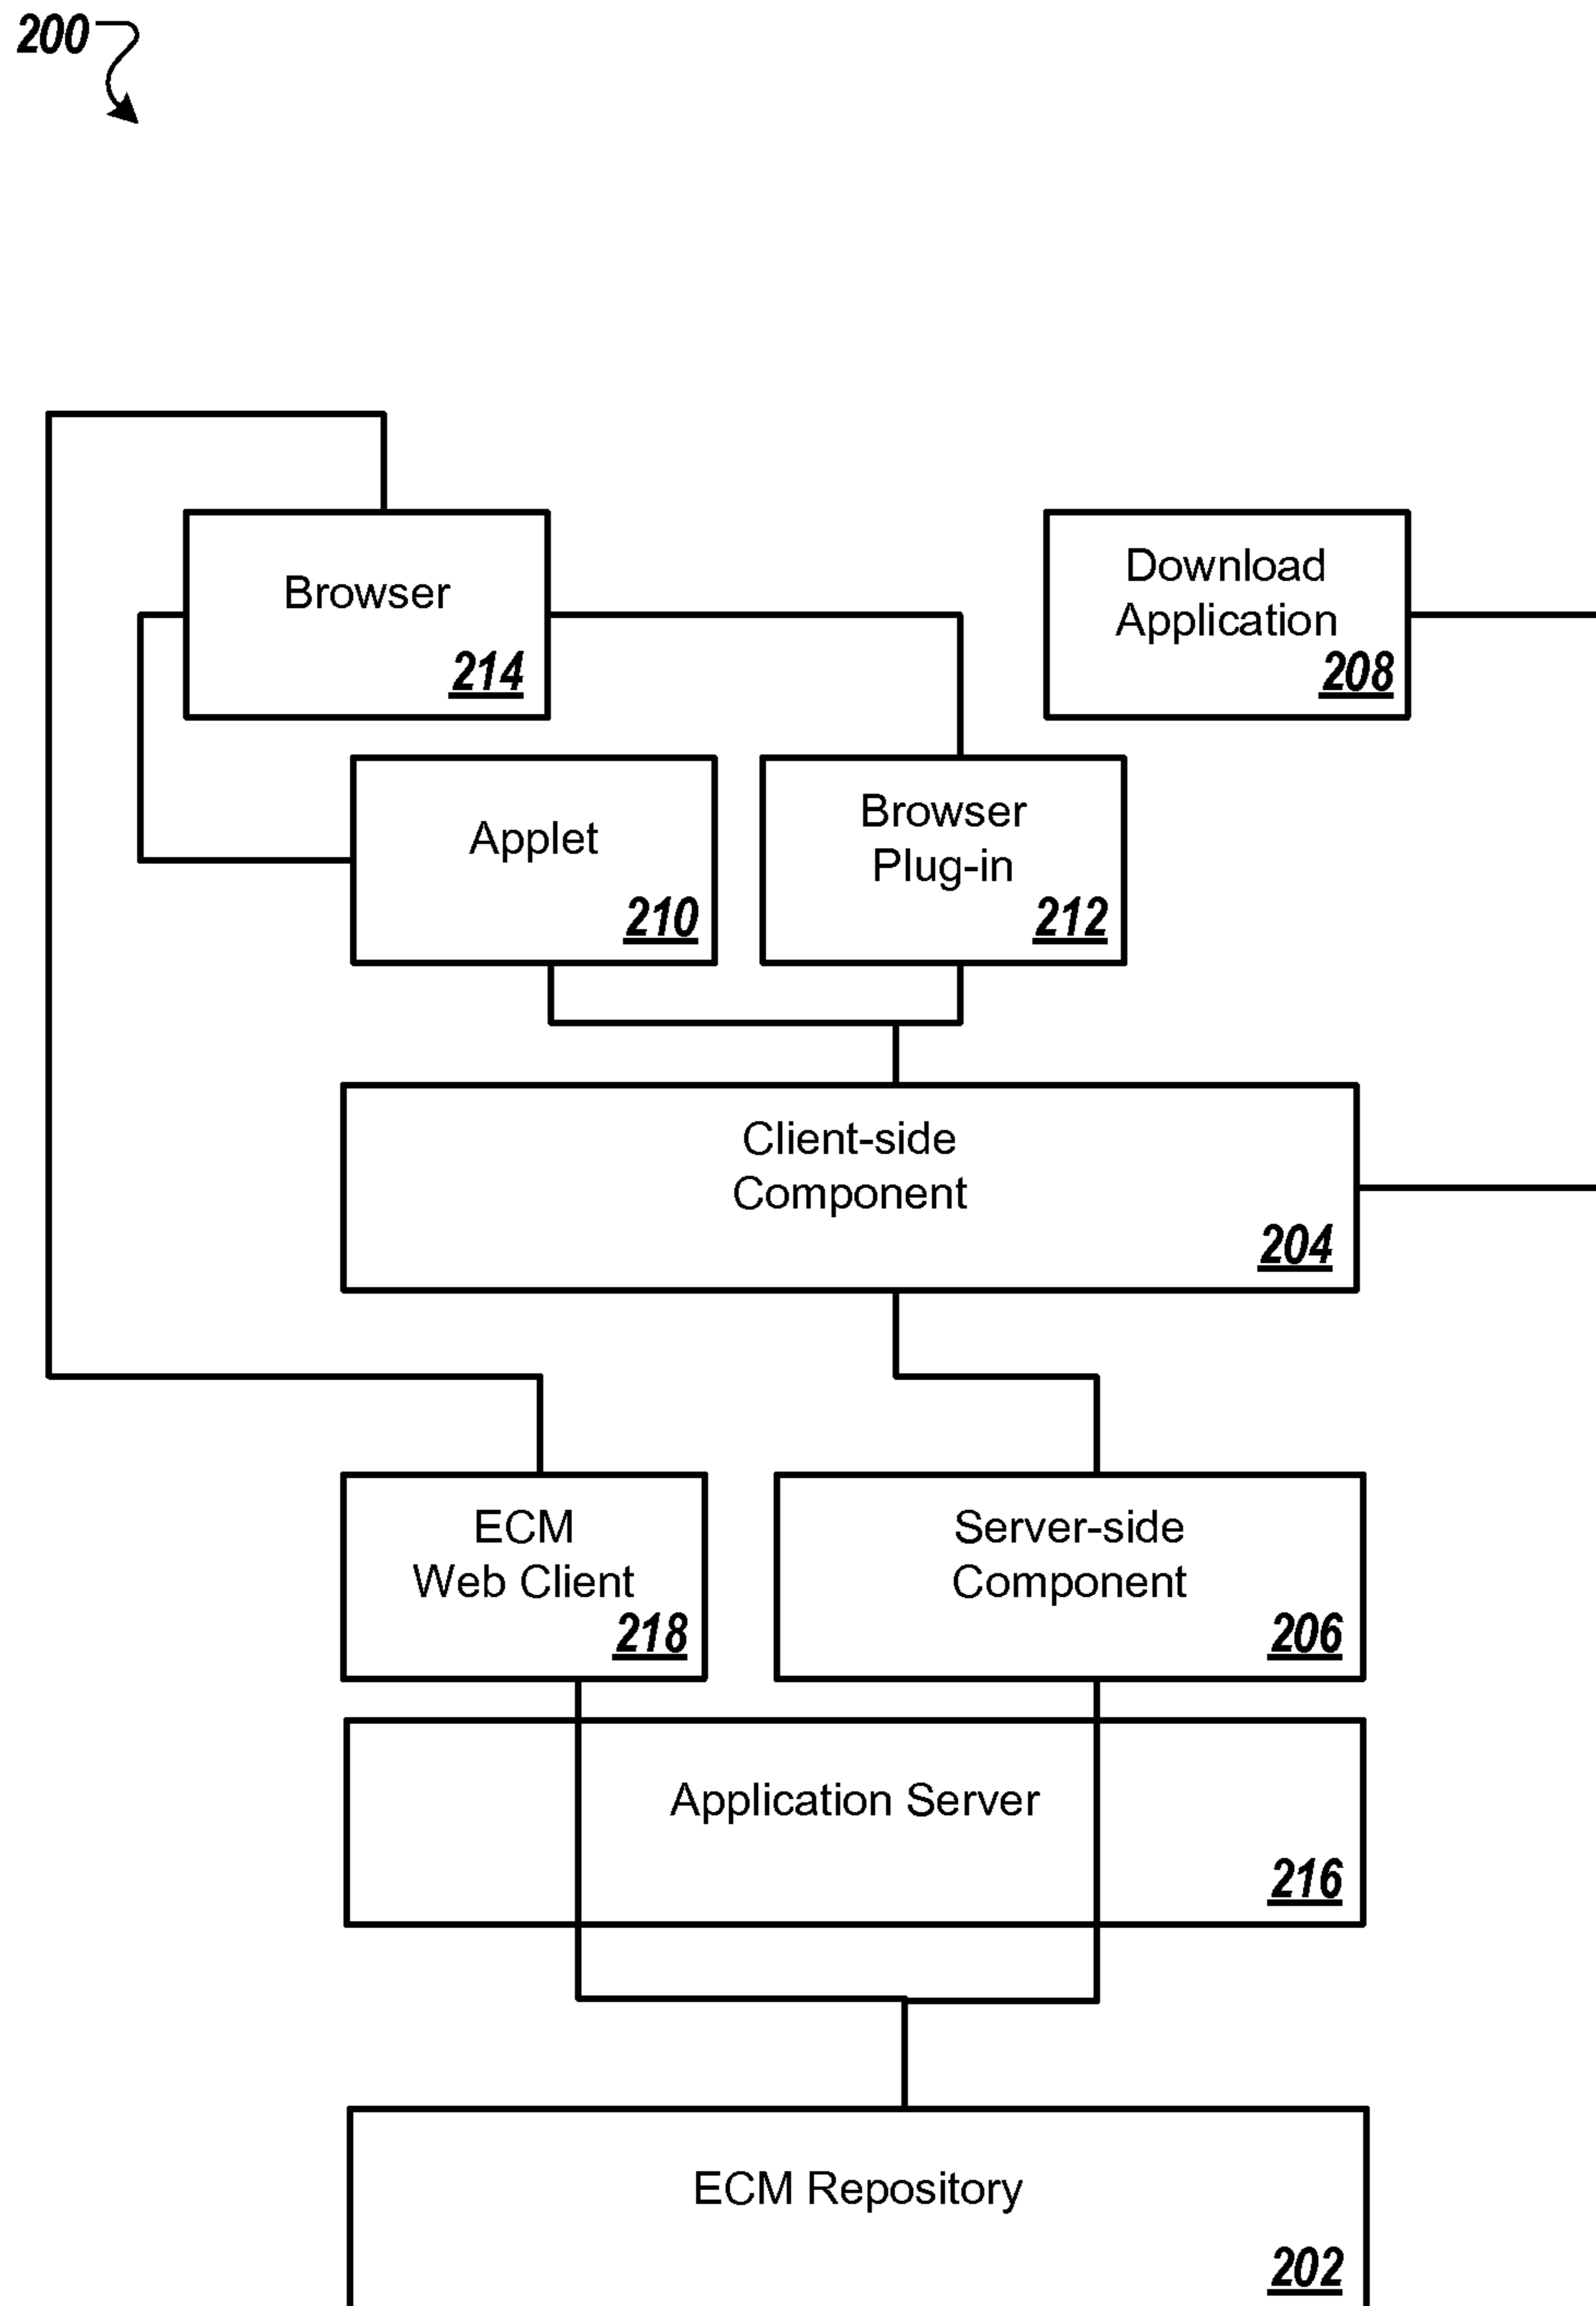 200
Browser
214
Download
Application
208
Applet
210
Browser
Plug-in
212
Client-side
Component
204
ECM
Web Client
218
Server-side
Component
206
Application Server
216
ECM Repository
202